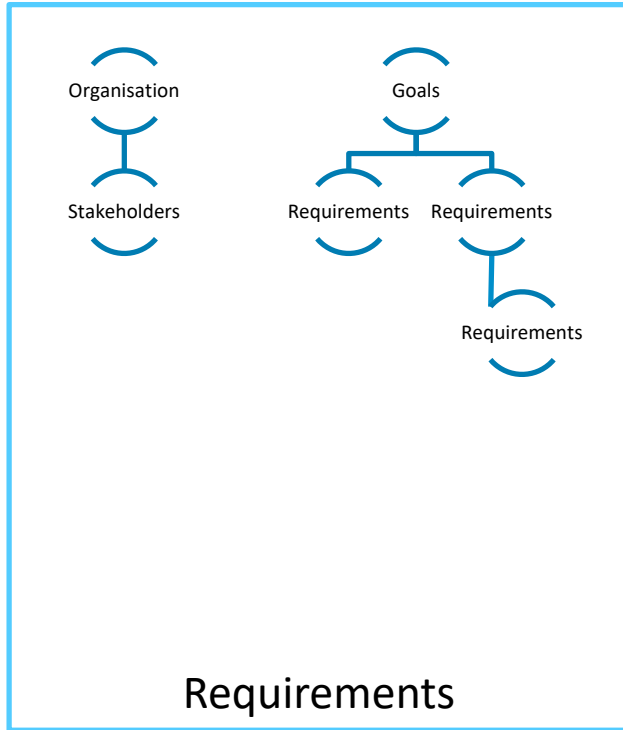 Organisation
Goals
Stakeholders
Requirements
Requirements
Requirements
Requirements